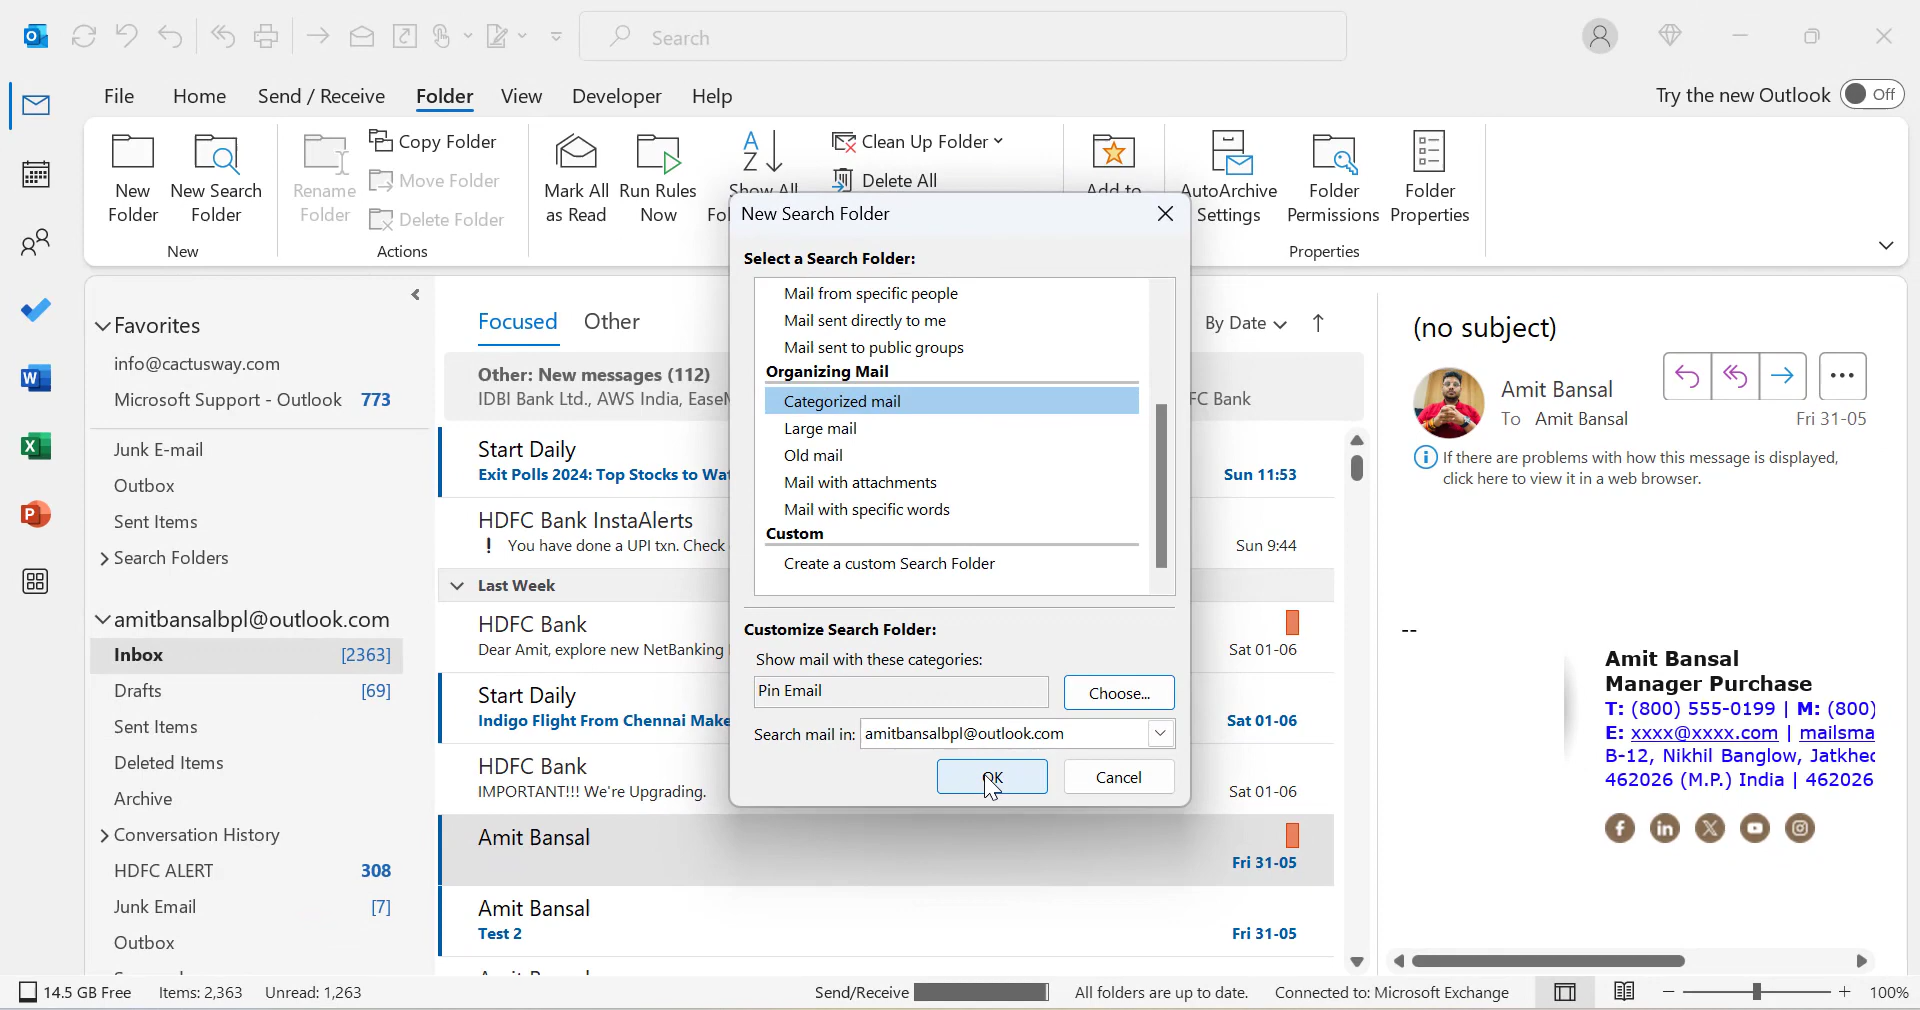 Search
File Home Send / Receive Folder View Developer Help
Try the new Outlook Off
New Folder
New Search Folder
New
Rename Folder
Copy Folder
Move Folder
Delete Folder
Actions
Mark All as Read
Run Rules Now
Show All
Clean Up Folder
Delete All
Add to
AutoArchive Settings
Folder Permissions
Folder Properties
Properties
Favorites
info@cactusway.com
Microsoft Support - Outlook 773
Junk E-mail
Outbox
Sent Items
Search Folders
amitbansalbpl@outlook.com
Inbox [2363]
Drafts [69]
Sent Items
Deleted Items
Archive
Conversation History
HDFC ALERT 308
Junk Email [7]
Outbox
Focused Other
By Date
Other: New messages (112)
IDBI Bank Ltd., AWS India, Ease
FC Bank
Start Daily
Exit Polls 2024: Top Stocks to Wa Sun 11:53
HDFC Bank InstaAlerts
! You have done a UPI txn. Check Sun 9:44
Last Week
HDFC Bank
Dear Amit, explore new NetBanking Sat 01-06
Start Daily
Indigo Flight From Chennai Make Sat 01-06
HDFC Bank
IMPORTANT!!! We're Upgrading. Sat 01-06
Amit Bansal
Fri 31-05
Amit Bansal
Test 2 Fri 31-05
New Search Folder
Select a Search Folder:
Mail from specific people
Mail sent directly to me
Mail sent to public groups
Organizing Mail
Categorized mail
Large mail
Old mail
Mail with attachments
Mail with specific words
Custom
Create a custom Search Folder
Customize Search Folder:
Show mail with these categories:
Pin Email Choose...
Search mail in: amitbansalbpl@outlook.com
OK Cancel
(no subject)
Amit Bansal
To Amit Bansal Fri 31-05
If there are problems with how this message is displayed,
click here to view it in a web browser.
--
Amit Bansal
Manager Purchase
T: (800) 555-0199 | M: (800)
E: xxxx@xxxx.com | mailsma
B-12, Nikhil Banglow, Jatkhec
462026 (M.P.) India | 462026
14.5 GB Free Items: 2,363 Unread: 1,263 Send/Receive All folders are up to date. Connected to: Microsoft Exchange 100%